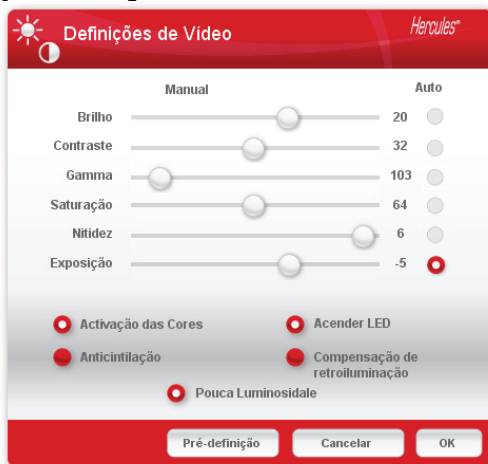 Definições de Vídeo
Hercules
Manual Auto
Brilho 20
Contraste 32
Gamma 103
Saturação 64
Nitidez 6
Exposição -5
Activação das Cores
Acender LED
Anticintilação
Compensação de
retroiluminação
Pouca Luminosidale
Pré-definição
Cancelar
OK